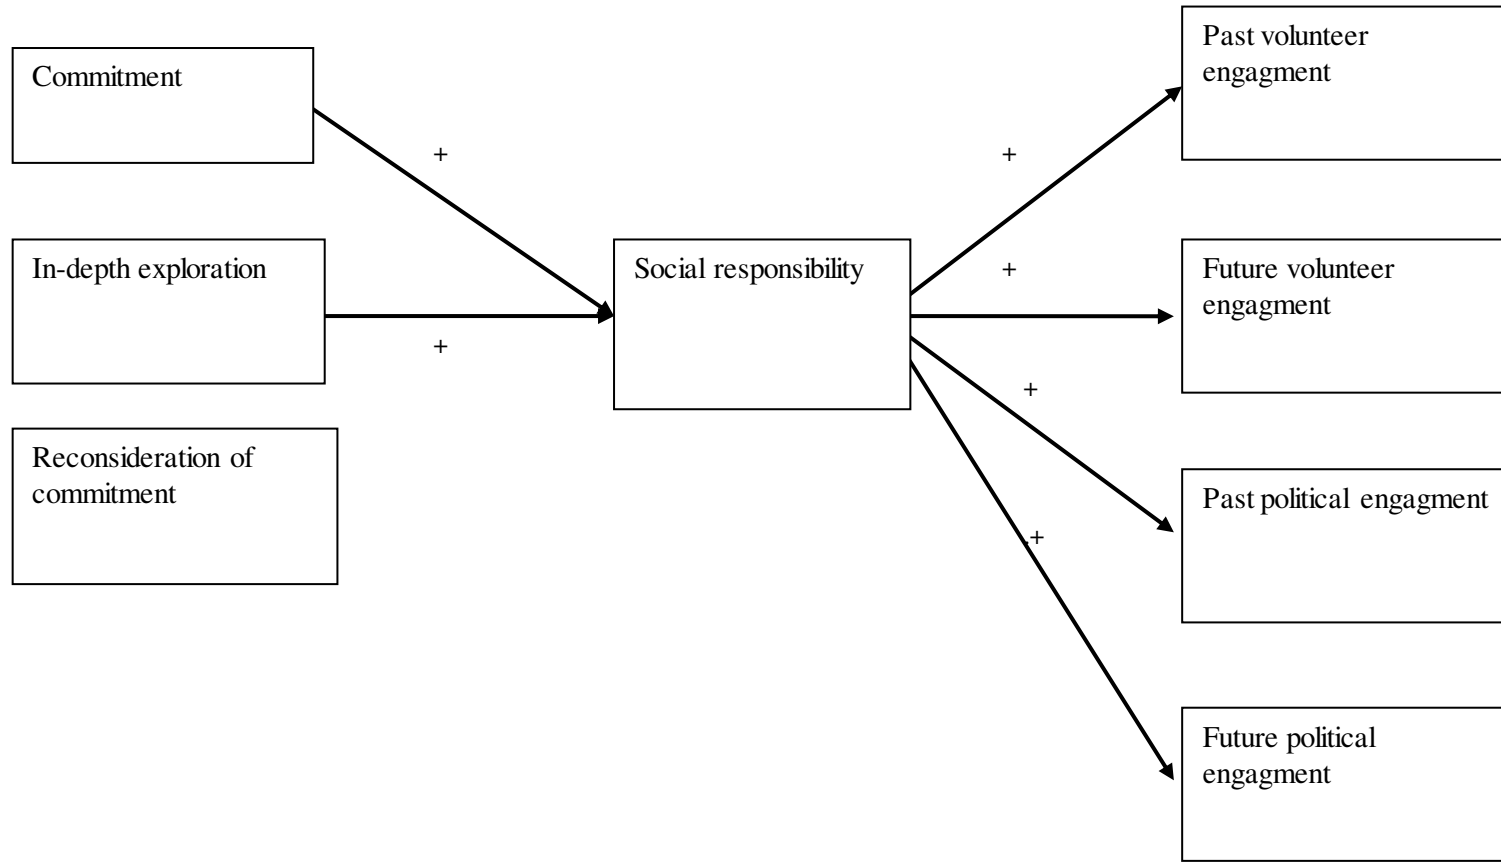 Commitment
In-depth exploration
Reconsideration of
commitment
+
+
Social responsibility
+
+
+
.+
Past volunteer
engagment
Future volunteer
engagment
Past political engagment
Future political
engagment